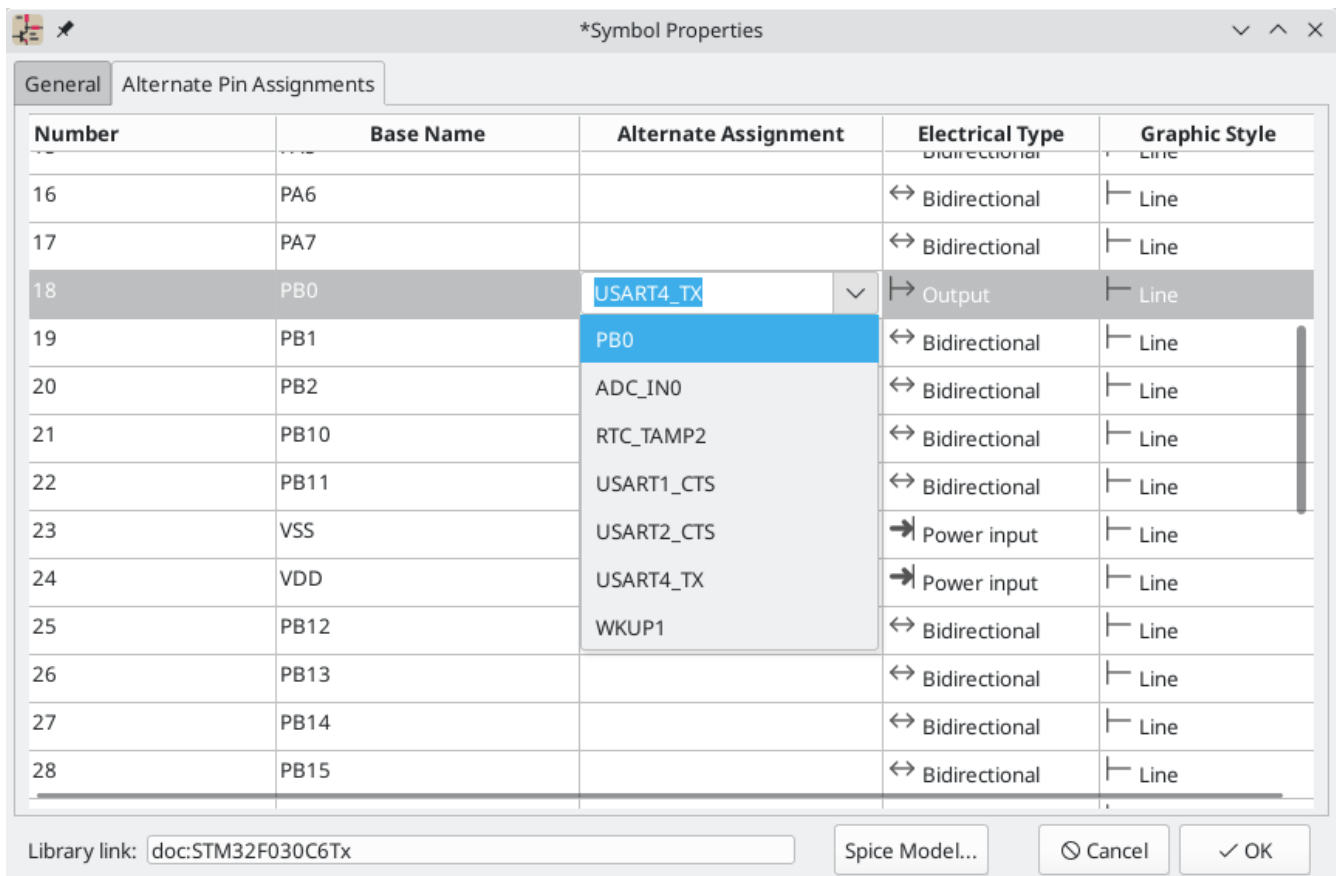 *Symbol Properties
General Alternate Pin Assignments
Number Base Name Alternate Assignment Electrical Type Graphic Style
Bidirectional Line
16 PA6 Bidirectional Line
17 PA7 Bidirectional Line
18 PB0 USART4_TX Output Line
19 PB1 PB0 Bidirectional Line
20 PB2 ADC_IN0 Bidirectional Line
21 PB10 RTC_TAMP2 Bidirectional Line
22 PB11 USART1_CTS Bidirectional Line
23 VSS USART2_CTS Power input Line
24 VDD USART4_TX Power input Line
25 PB12 WKUP1 Bidirectional Line
26 PB13 Bidirectional Line
27 PB14 Bidirectional Line
28 PB15 Bidirectional Line
Library link: doc:STM32F030C6Tx Spice Model... Cancel OK